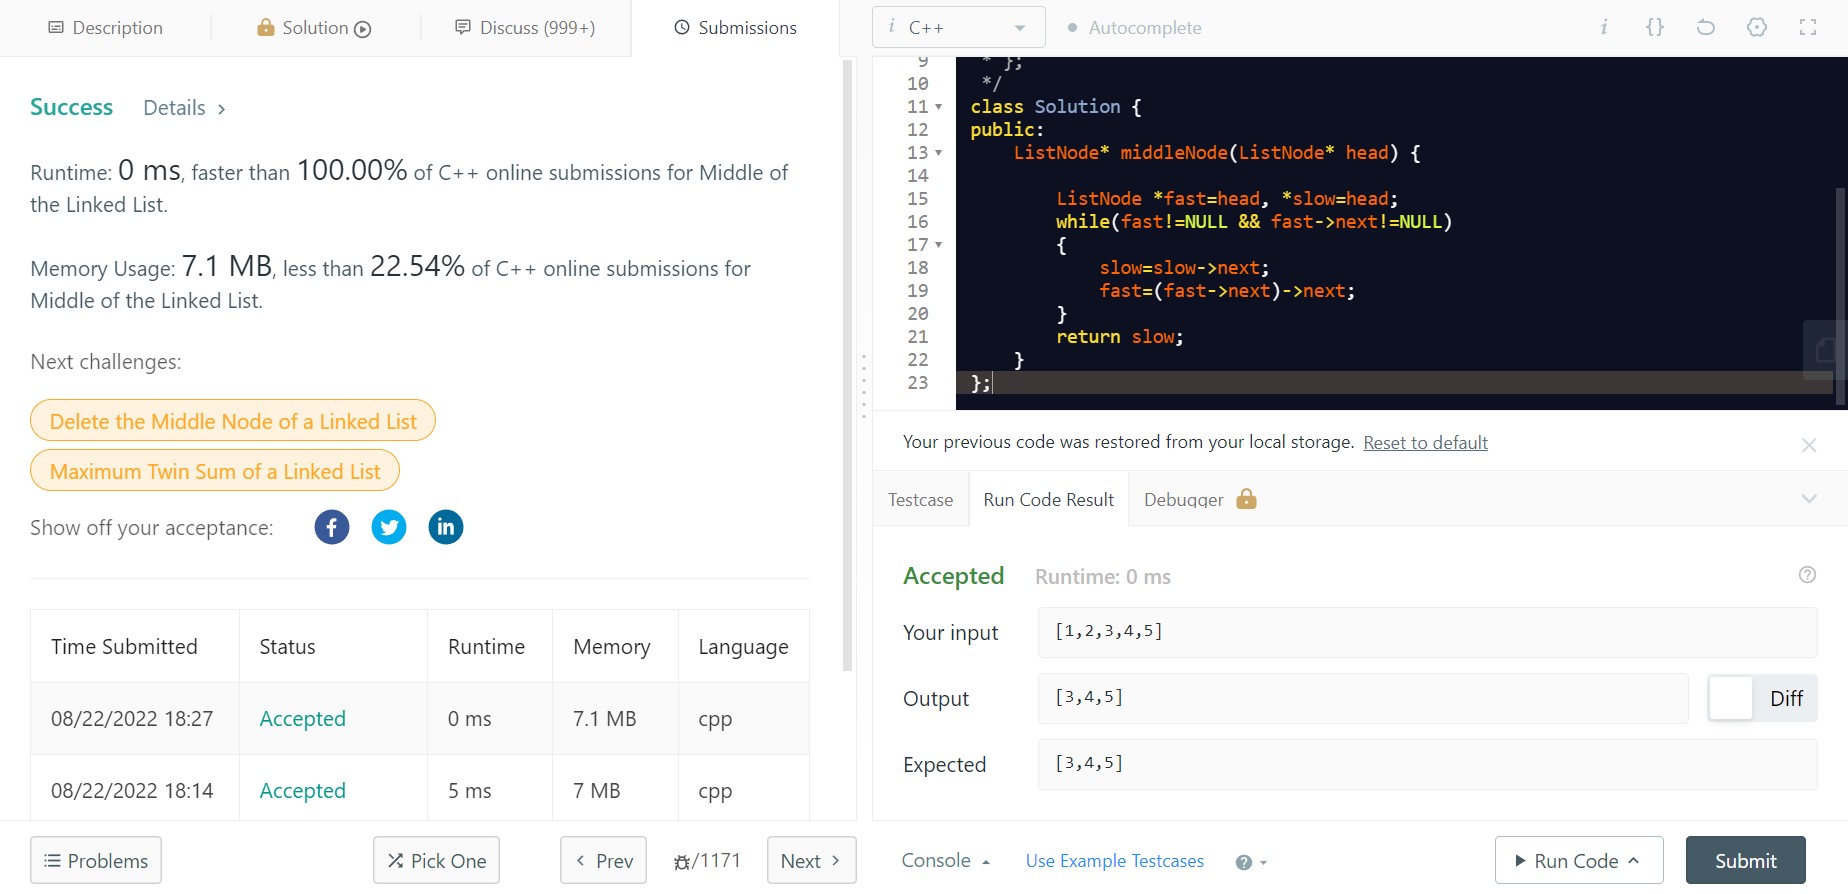 Description
Solution
Discuss (999+)
Submissions
i C++
Autocomplete
i {}
Success
Details >
Runtime: 0 ms, faster than 100.00% of C++ online submissions for Middle of
the Linked List.
Memory Usage: 7.1 MB, less than 22.54% of C++ online submissions for
Middle of the Linked List.
Next challenges:
Delete the Middle Node of a Linked List
Maximum Twin Sum of a Linked List
Show off your acceptance:
f
in
Time Submitted Status Runtime Memory Language
08/22/2022 18:27 Accepted 0 ms 7.1 MB cpp
08/22/2022 18:14 Accepted 5 ms 7 MB cpp
Problems
Pick One
< Prev
/1171
Next >
9 * };
10 */
11 class Solution {
12 public:
13 ListNode* middleNode(ListNode* head) {
14
15 ListNode *fast=head, *slow=head;
16 while(fast!=NULL && fast->next!=NULL)
17 {
18 slow=slow->next;
19 fast=(fast->next)->next;
20 }
21 return slow;
22 }
23 };
Your previous code was restored from your local storage. Reset to default
Testcase
Run Code Result
Debugger
Accepted Runtime: 0 ms
?
Your input [1,2,3,4,5]
Output [3,4,5] Diff
Expected [3,4,5]
Console
Use Example Testcases
?
Run Code
Submit